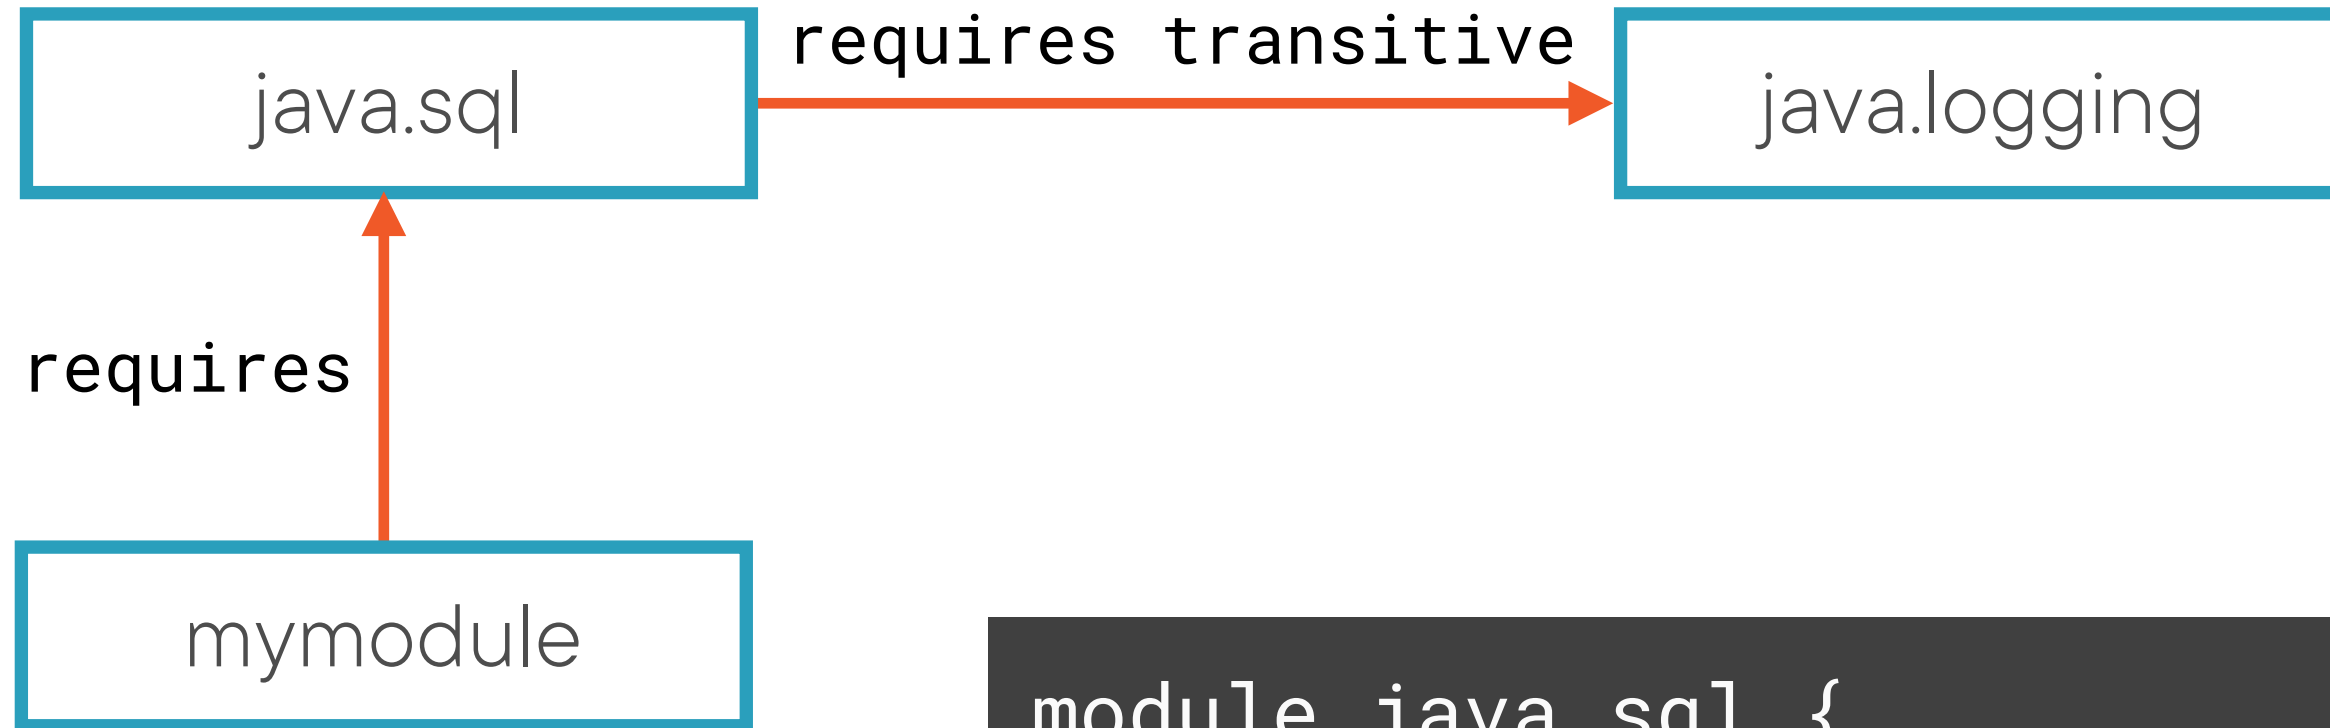 requires transitive
java.sql
java.logging
requires
mymodule
module java.sql {